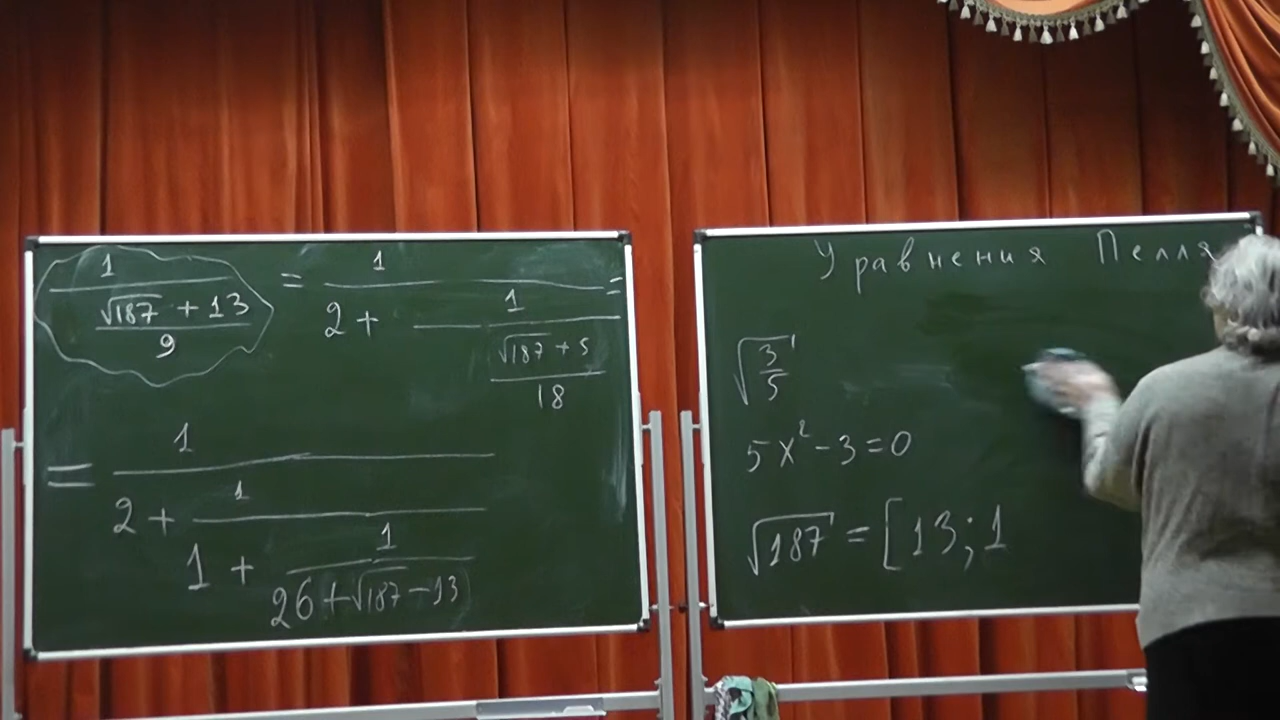 1 / ((√187 + 13) / 9) = 1 / (2 + 1 / ((√187 + 5) / 18)) =
= 1 / (2 + 1 / (1 + 1 / (26 + √187 - 13)))
Уравнения Пелля
√(3/5)
5x² - 3 = 0
√187 = [13; 1